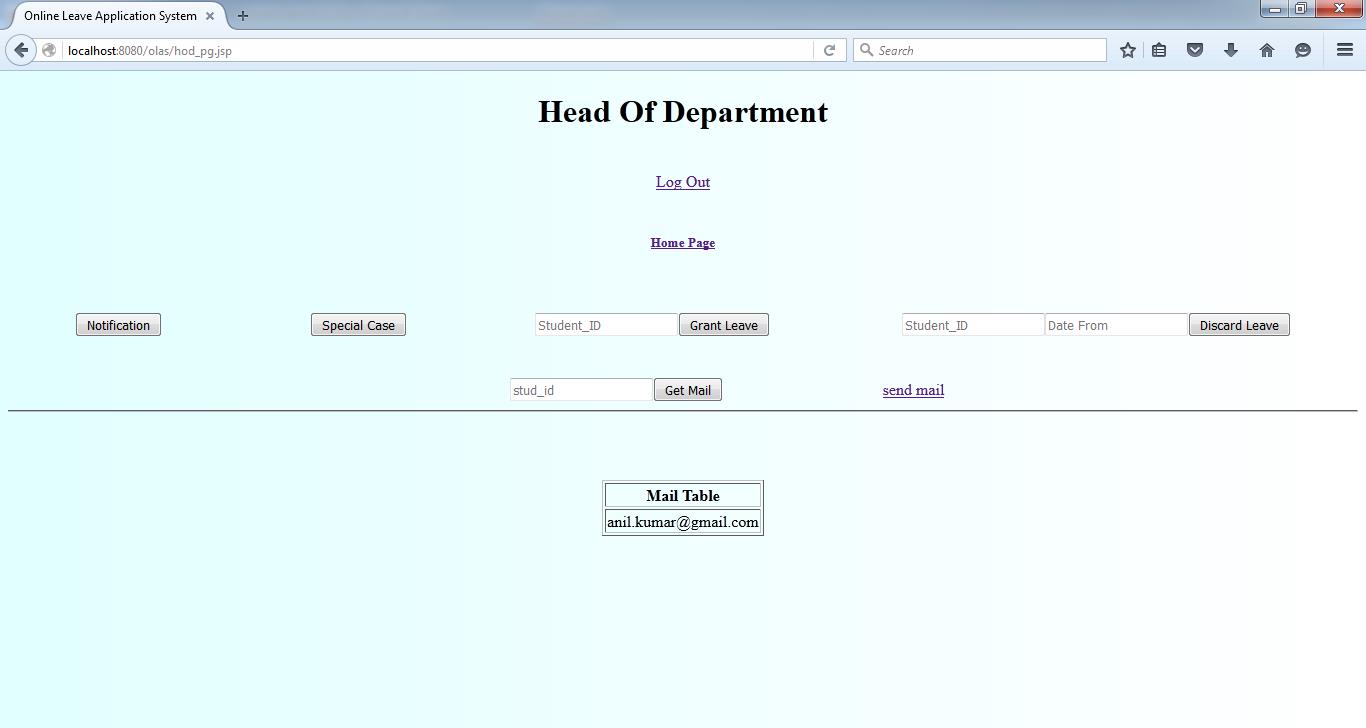 Online Leave Application System
localhost:8080/olas/hod_pg.jsp
Search
Head Of Department
Log Out
Home Page
Notification Special Case Student_ID Grant Leave Student_ID Date From Discard Leave
stud_id Get Mail send mail
Mail Table
anil.kumar@gmail.com